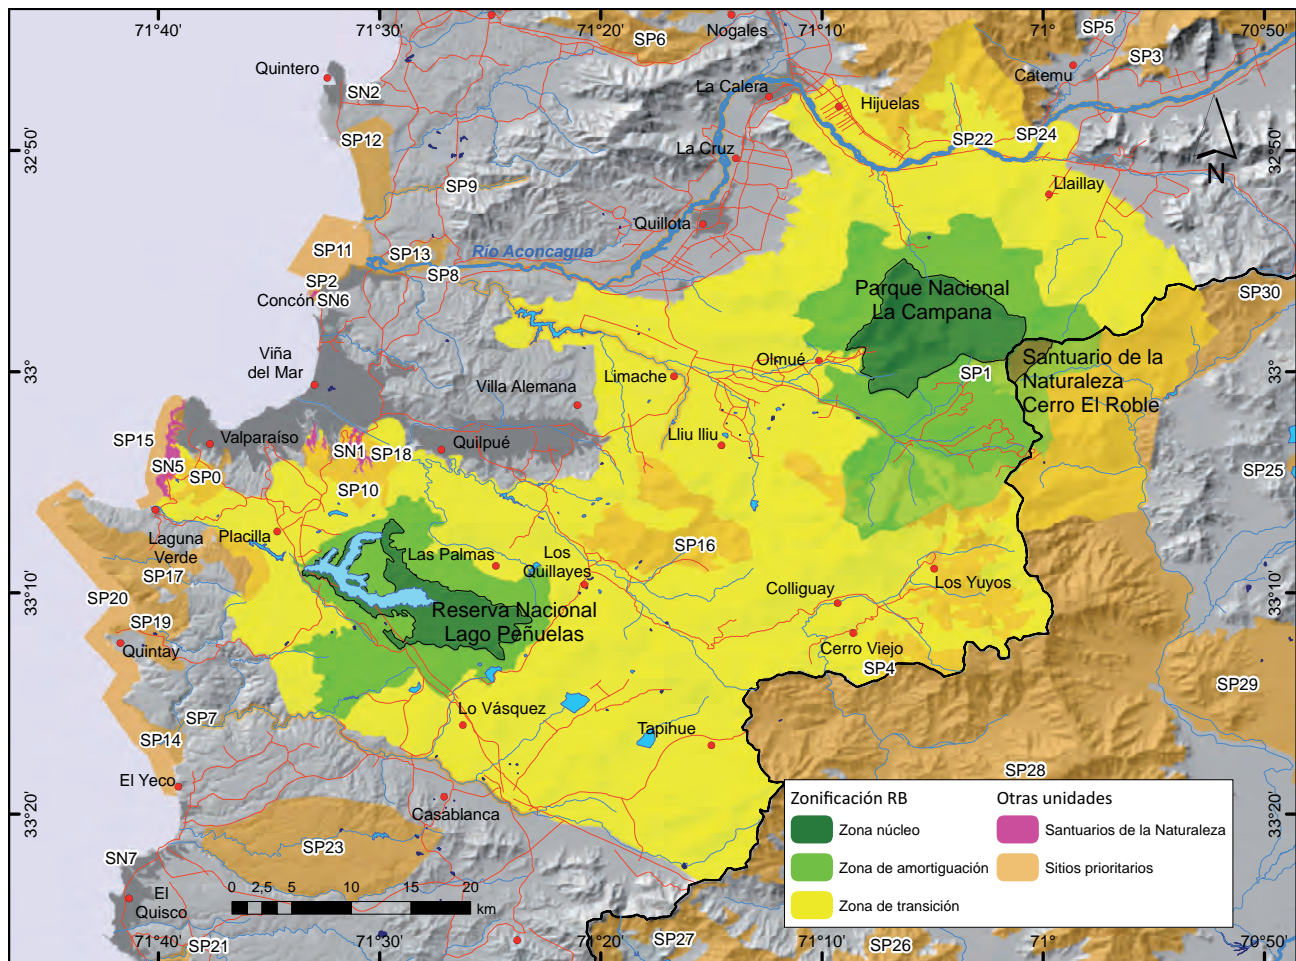 71°40'
71°30'
71°20'
71°10'
71°
70°50'
SP6
Nogales
SP5
SP3
Quintero
SN2
La Calera
Catemu
Hijuelas
SP12
32°50'
32°50'
SP22
SP24
N
La Cruz
SP9
Llaillay
Quillota
SP11
SP13
Río Aconcagua
SP8
SP2
Concón
SN6
Parque Nacional
La Campana
SP30
Viña
del Mar
33°
33°
Olmué
Santuario de la
Naturaleza
Cerro El Roble
SP1
Villa Alemana
Limache
SP15
Valparaíso
SN1
SP18
Quilpué
Lliu lliu
SN5
SP0
SP25
SP10
Laguna
Verde
Placilla
Las Palmas
Los
Quillayes
SP16
SP17
33°10'
33°10'
SP20
Colliguay
Los Yuyos
Reserva Nacional
Lago Peñuelas
SP19
Quintay
Cerro Viejo
SP4
SP29
SP7
Lo Vásquez
Tapihue
SP14
El Yeco
SP28
Casablanca
33°20'
33°20'
SP23
SN7
El
Quisco
0
2,5
5
10
15
20
km
Zonificación RB
Zona núcleo
Zona de amortiguación
Zona de transición
Otras unidades
Santuarios de la Naturaleza
Sitios prioritarios
SP21
SP27
SP26
71°40'
71°30'
71°20'
71°10'
71°
70°50'